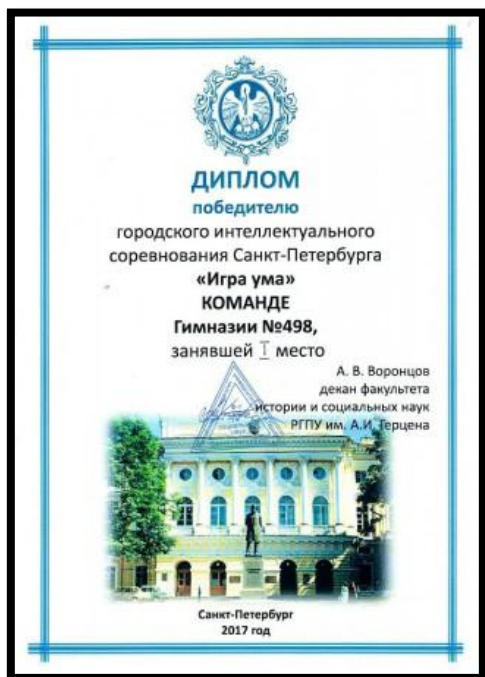 ДИПЛОМ
победителю
городского интеллектуального
соревнования Санкт-Петербурга
«Игра ума»
КОМАНДЕ
Гимназии №498,
занявшей I место
А. В. Воронцов
декан факультета
истории и социальных наук
РГПУ им. А.И. Герцена
Санкт-Петербург
2017 год